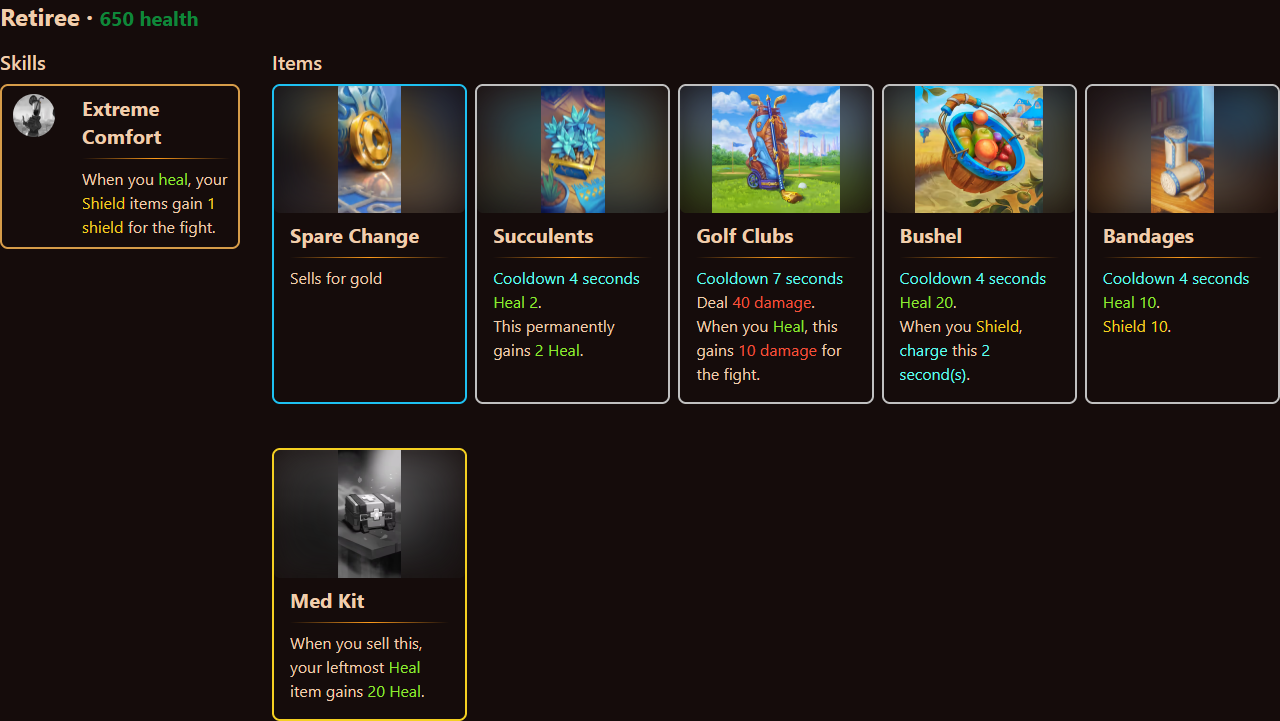 Retiree · 650 health
Skills
Extreme
Comfort
When you heal, your
Shield items gain 1
shield for the fight.
Items
Spare Change
Sells for gold
Succulents
Cooldown 4 seconds
Heal 2.
This permanently
gains 2 Heal.
Golf Clubs
Cooldown 7 seconds
Deal 40 damage.
When you Heal, this
gains 10 damage for
the fight.
Bushel
Cooldown 4 seconds
Heal 20.
When you Shield,
charge this 2
second(s).
Bandages
Cooldown 4 seconds
Heal 10.
Shield 10.
Med Kit
When you sell this,
your leftmost Heal
item gains 20 Heal.